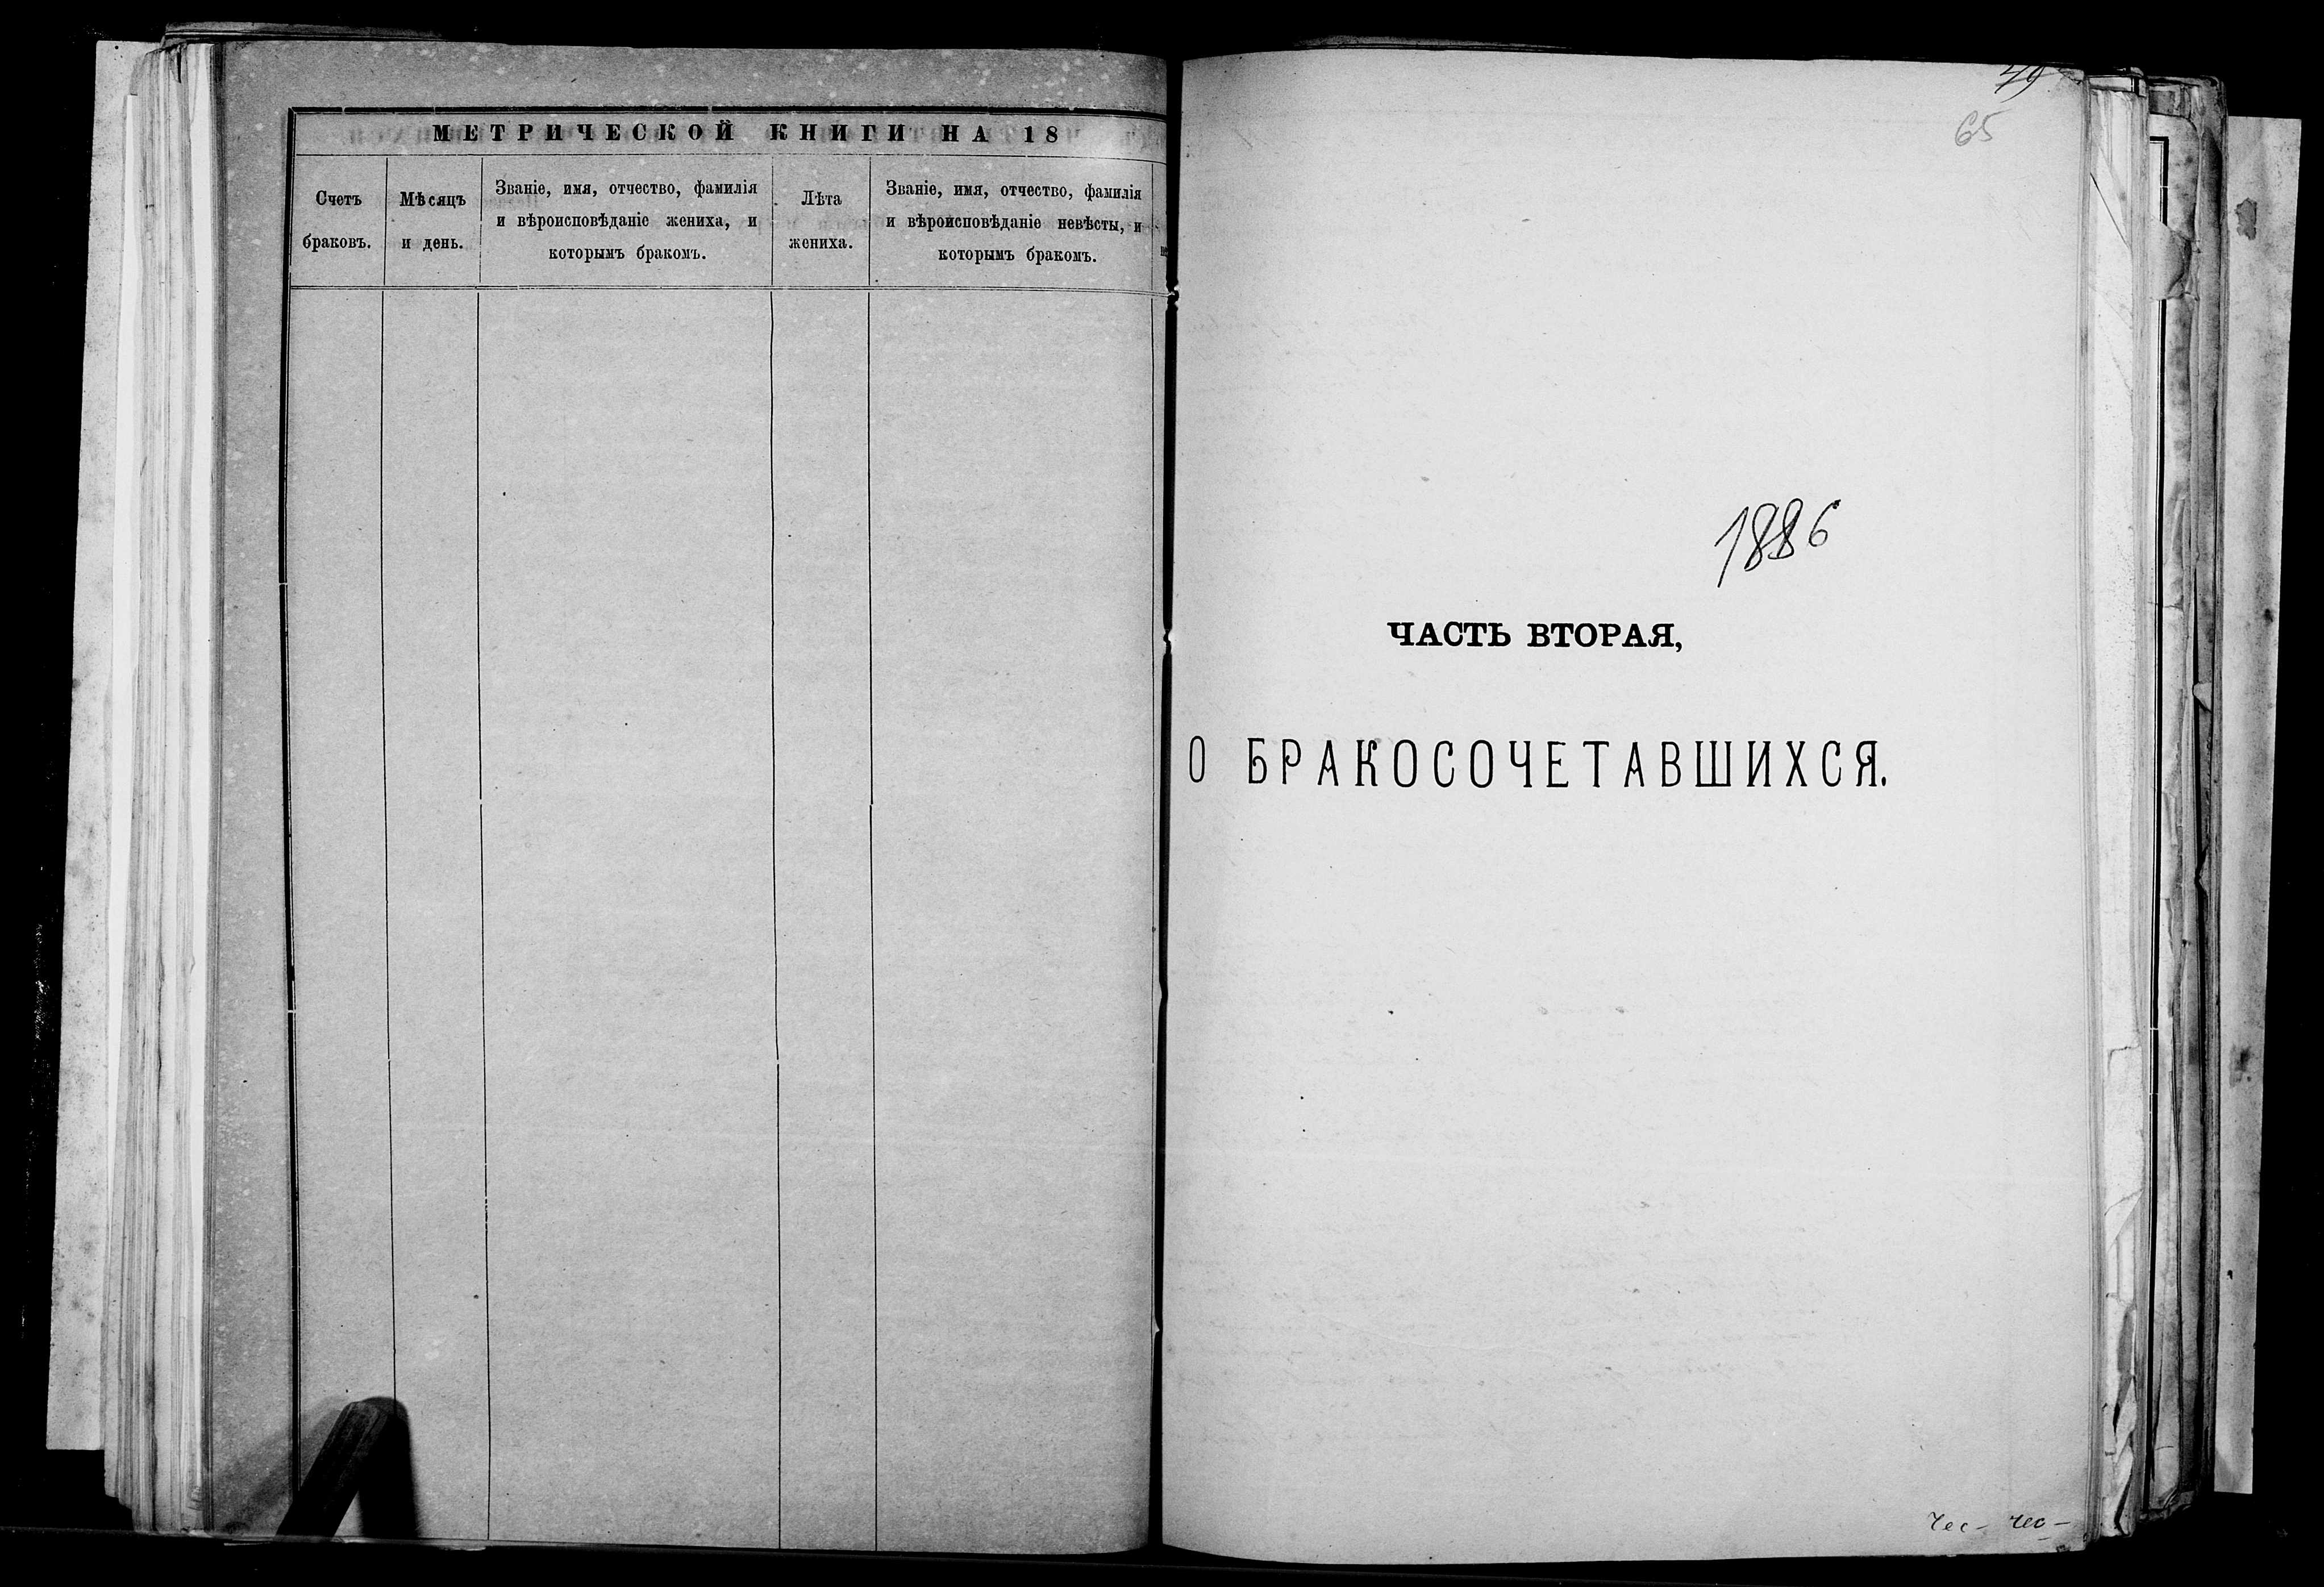 МЕТРИЧЕСКОЙ КНИГИ НА 18
Счетъ
браковъ.
Мѣсяцъ
и день.
Званіе, имя, отчество, фамилія
и вѣроисповѣданіе жениха, и
которымъ бракомъ.
Лѣта
жениха.
Званіе, имя, отчество, фамилія
и вѣроисповѣданіе невѣсты, и
которымъ бракомъ.
65
1886
ЧАСТЬ ВТОРАЯ,
О БРАКОСОЧЕТАВШИХСЯ.